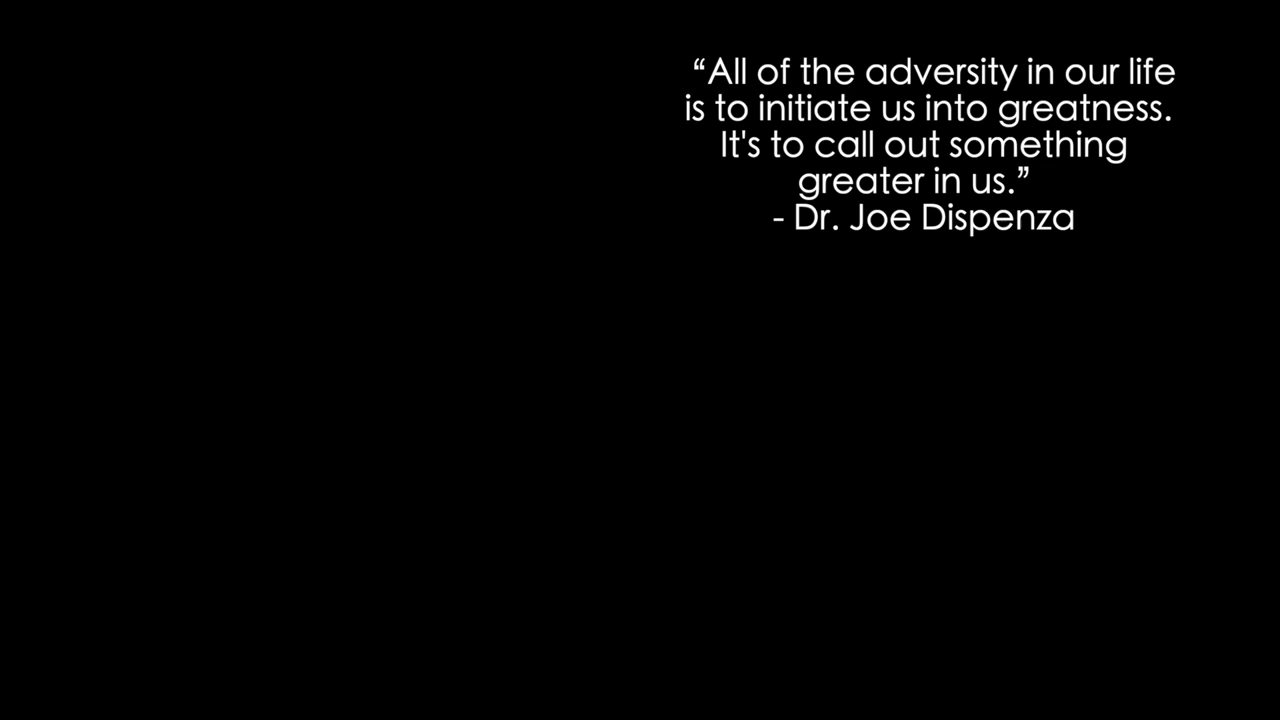 “All of the adversity in our life
is to initiate us into greatness.
It's to call out something
greater in us.”
- Dr. Joe Dispenza